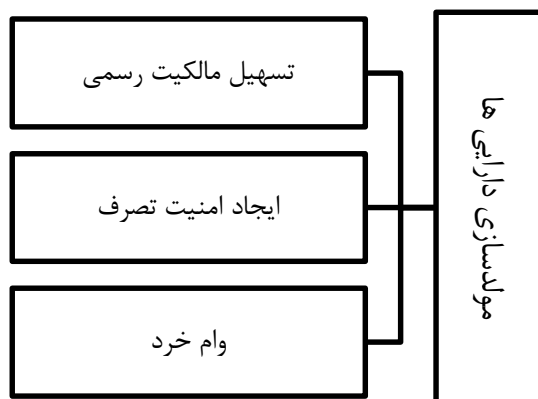 مولدسازی دارایی ها
تسهیل مالکیت رسمی
ایجاد امنیت تصرف
وام خرد